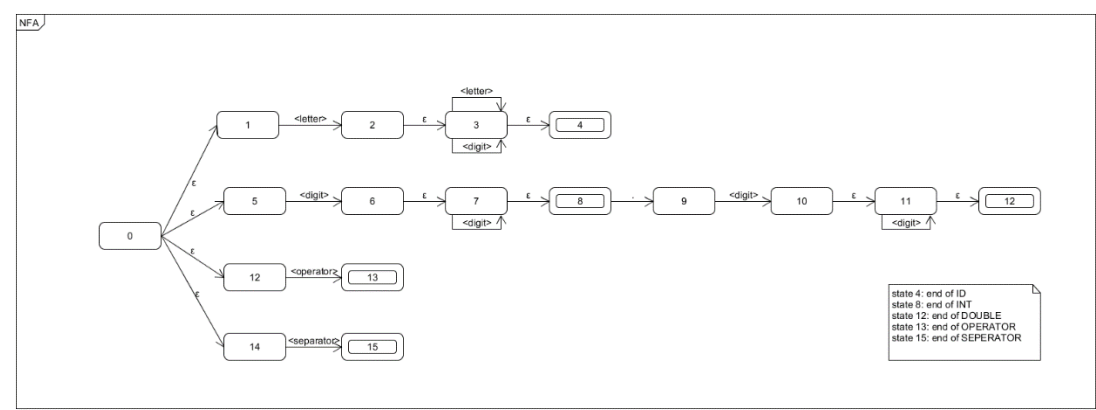 NFA
<letter>
1 <letter> 2 ε 3 ε 4
<digit>
ε
5 <digit> 6 ε 7 ε 8 . 9 <digit> 10 ε 11 ε 12
<digit> <digit>
ε
0
ε
12 <operator> 13
ε
14 <separator> 15
state 4: end of ID
state 8: end of INT
state 12: end of DOUBLE
state 13: end of OPERATOR
state 15: end of SEPERATOR